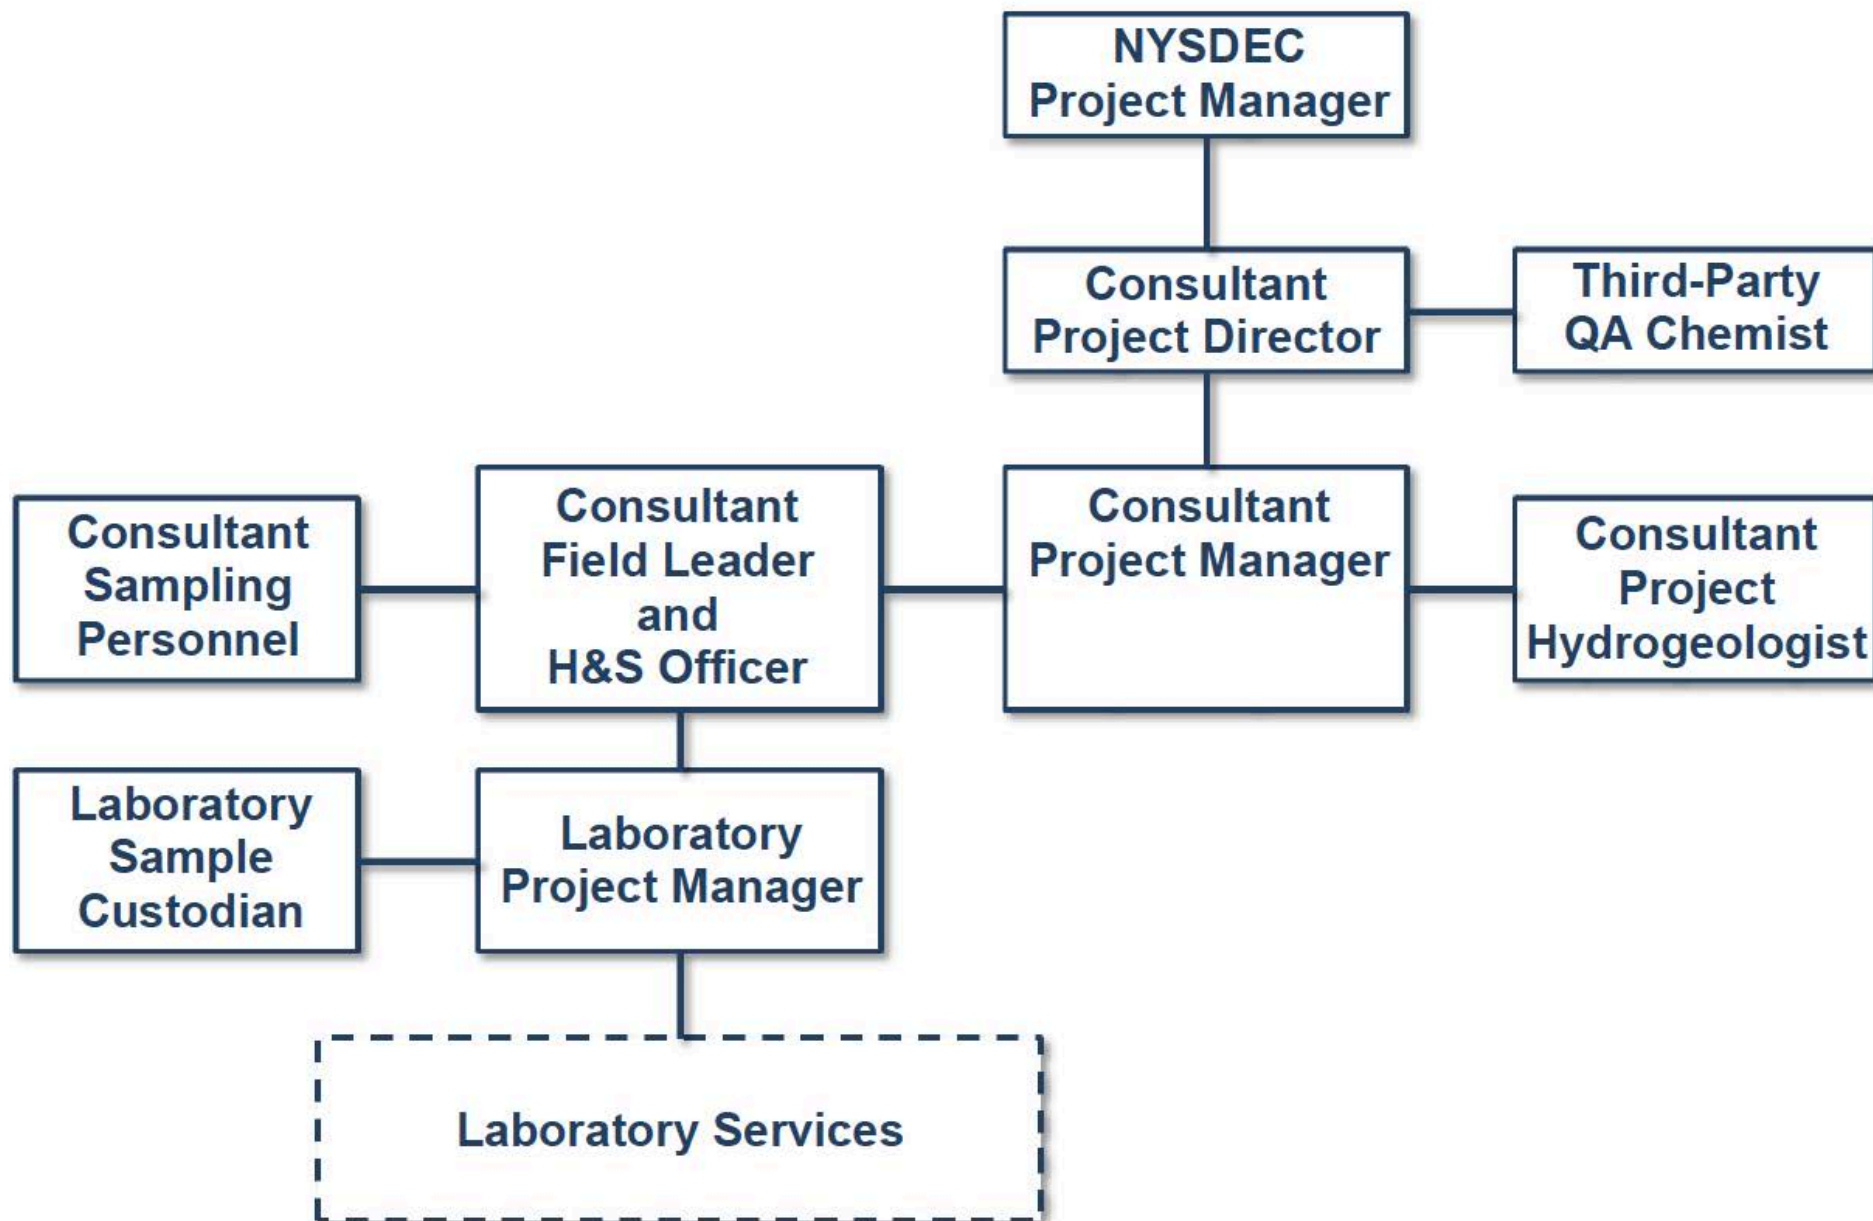 NYSDEC
Project Manager
Consultant
Project Director
Third-Party
QA Chemist
Consultant
Sampling
Personnel
Consultant
Field Leader
and
H&S Officer
Consultant
Project Manager
Consultant
Project
Hydrogeologist
Laboratory
Sample
Custodian
Laboratory
Project Manager
Laboratory Services